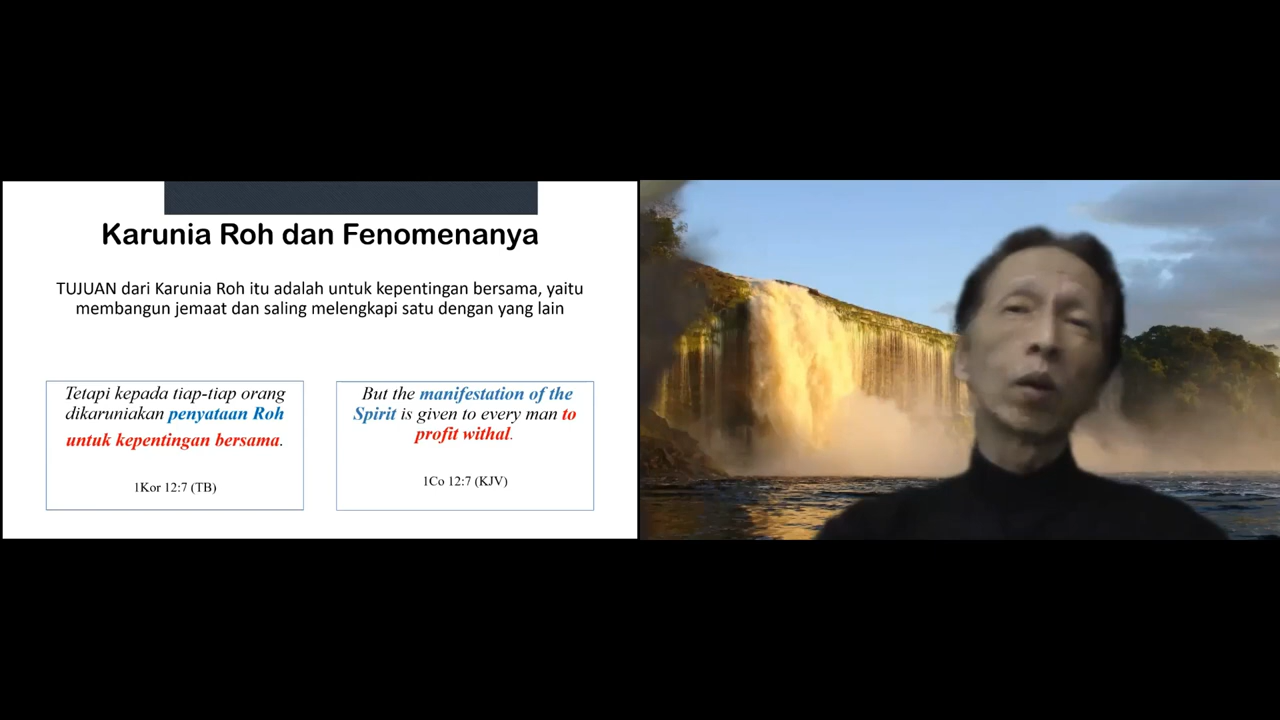 Karunia Roh dan Fenomenanya
TUJUAN dari Karunia Roh itu adalah untuk kepentingan bersama, yaitu
membangun jemaat dan saling melengkapi satu dengan yang lain
Tetapi kepada tiap-tiap orang
dikaruniakan penyataan Roh
untuk kepentingan bersama.
1Kor 12:7 (TB)
But the manifestation of the
Spirit is given to every man to
profit withal.
1Co 12:7 (KJV)